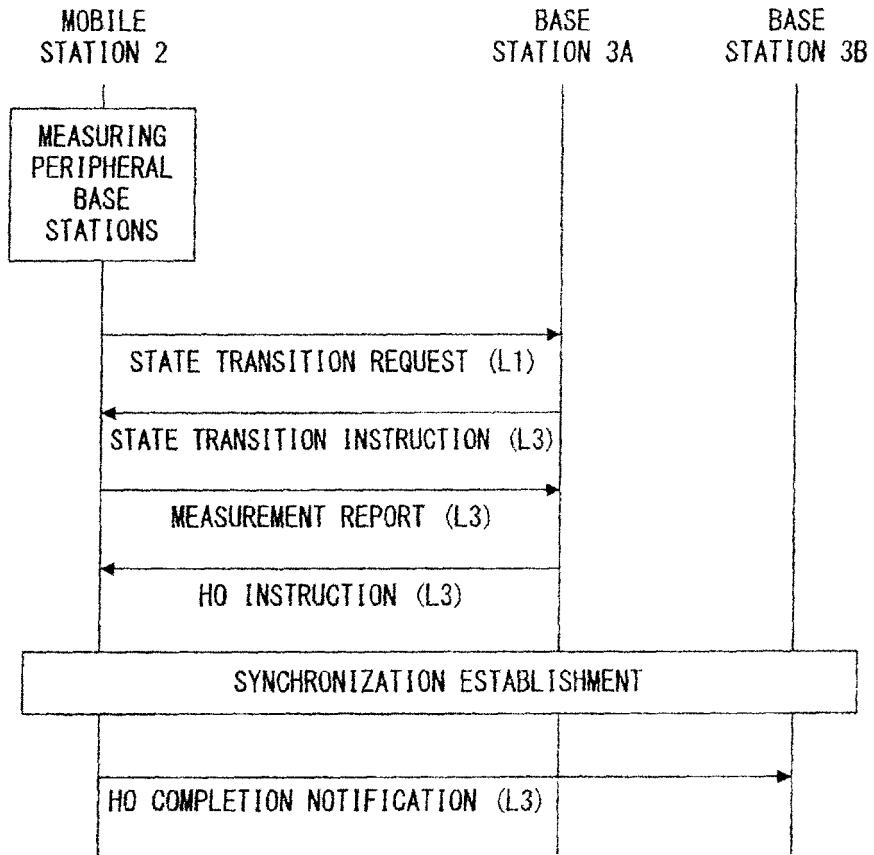 MOBILE
STATION 2
BASE
STATION 3A
BASE
STATION 3B
MEASURING
PERIPHERAL
BASE
STATIONS
STATE TRANSITION REQUEST (L1)
STATE TRANSITION INSTRUCTION (L3)
MEASUREMENT REPORT (L3)
HO INSTRUCTION (L3)
SYNCHRONIZATION ESTABLISHMENT
HO COMPLETION NOTIFICATION (L3)